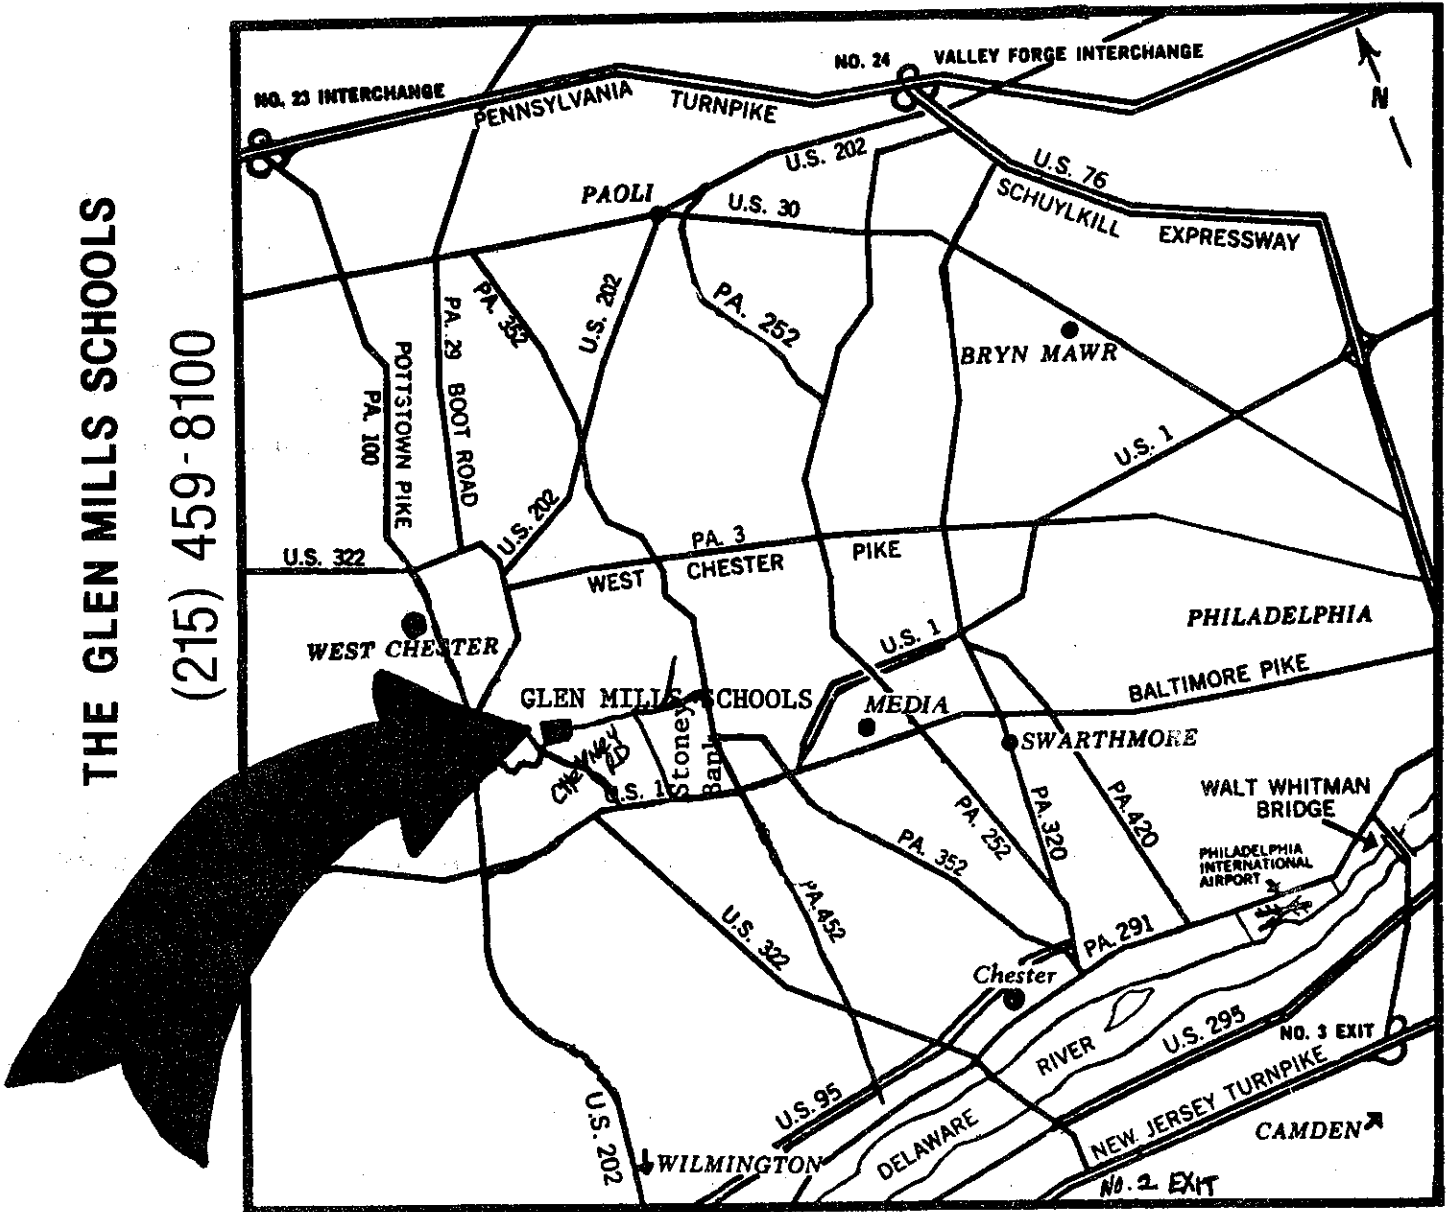 THE GLEN MILLS SCHOOLS
(215) 459-8100
NO. 24
VALLEY FORGE INTERCHANGE
NO. 23 INTERCHANGE
PENNSYLVANIA
TURNPIKE
N
U.S. 202
U.S. 76
SCHUYLKILL
EXPRESSWAY
PAOLI
U.S. 30
PA. 352
U.S. 202
PA. 252
PA. 29
BOOT ROAD
POTTSTOWN PIKE
PA. 100
BRYN MAWR
U.S. 1
U.S. 202
U.S. 322
PA. 3
WEST
CHESTER
PIKE
WEST CHESTER
U.S. 1
PHILADELPHIA
BALTIMORE PIKE
GLEN MILLS SCHOOLS
MEDIA
Stoney
Bank
CHEYNEY
RD
U.S. 1
SWARTHMORE
WALT WHITMAN
BRIDGE
PHILADELPHIA
INTERNATIONAL
AIRPORT
PA. 252
PA. 320
PA. 420
PA. 352
PA. 452
U.S. 322
PA. 291
Chester
U.S. 295
NO. 3 EXIT
RIVER
DELAWARE
U.S. 95
NEW JERSEY TURNPIKE
CAMDEN
U.S. 202
WILMINGTON
No. 2 EXIT